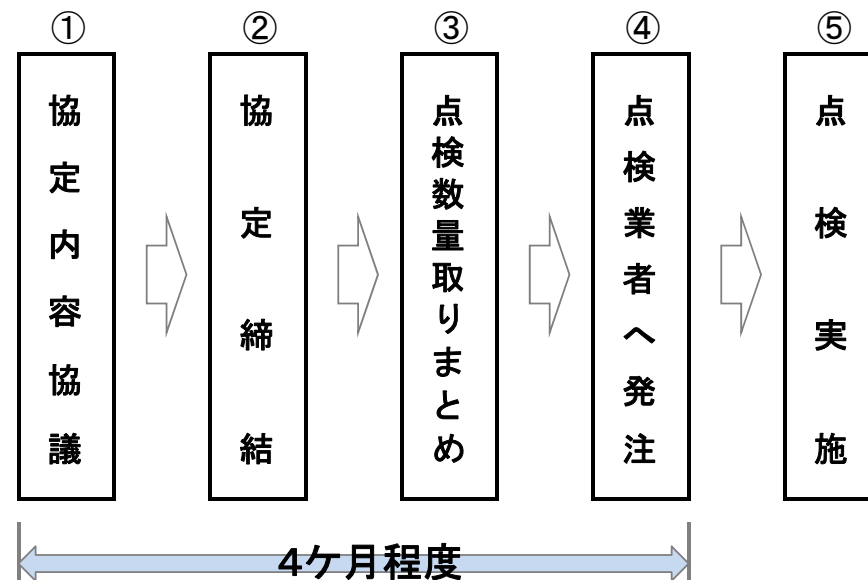 ①
協定内容協議
②
協定締結
③
点検数量取りまとめ
④
点検業者へ発注
⑤
点検実施
4ケ月程度